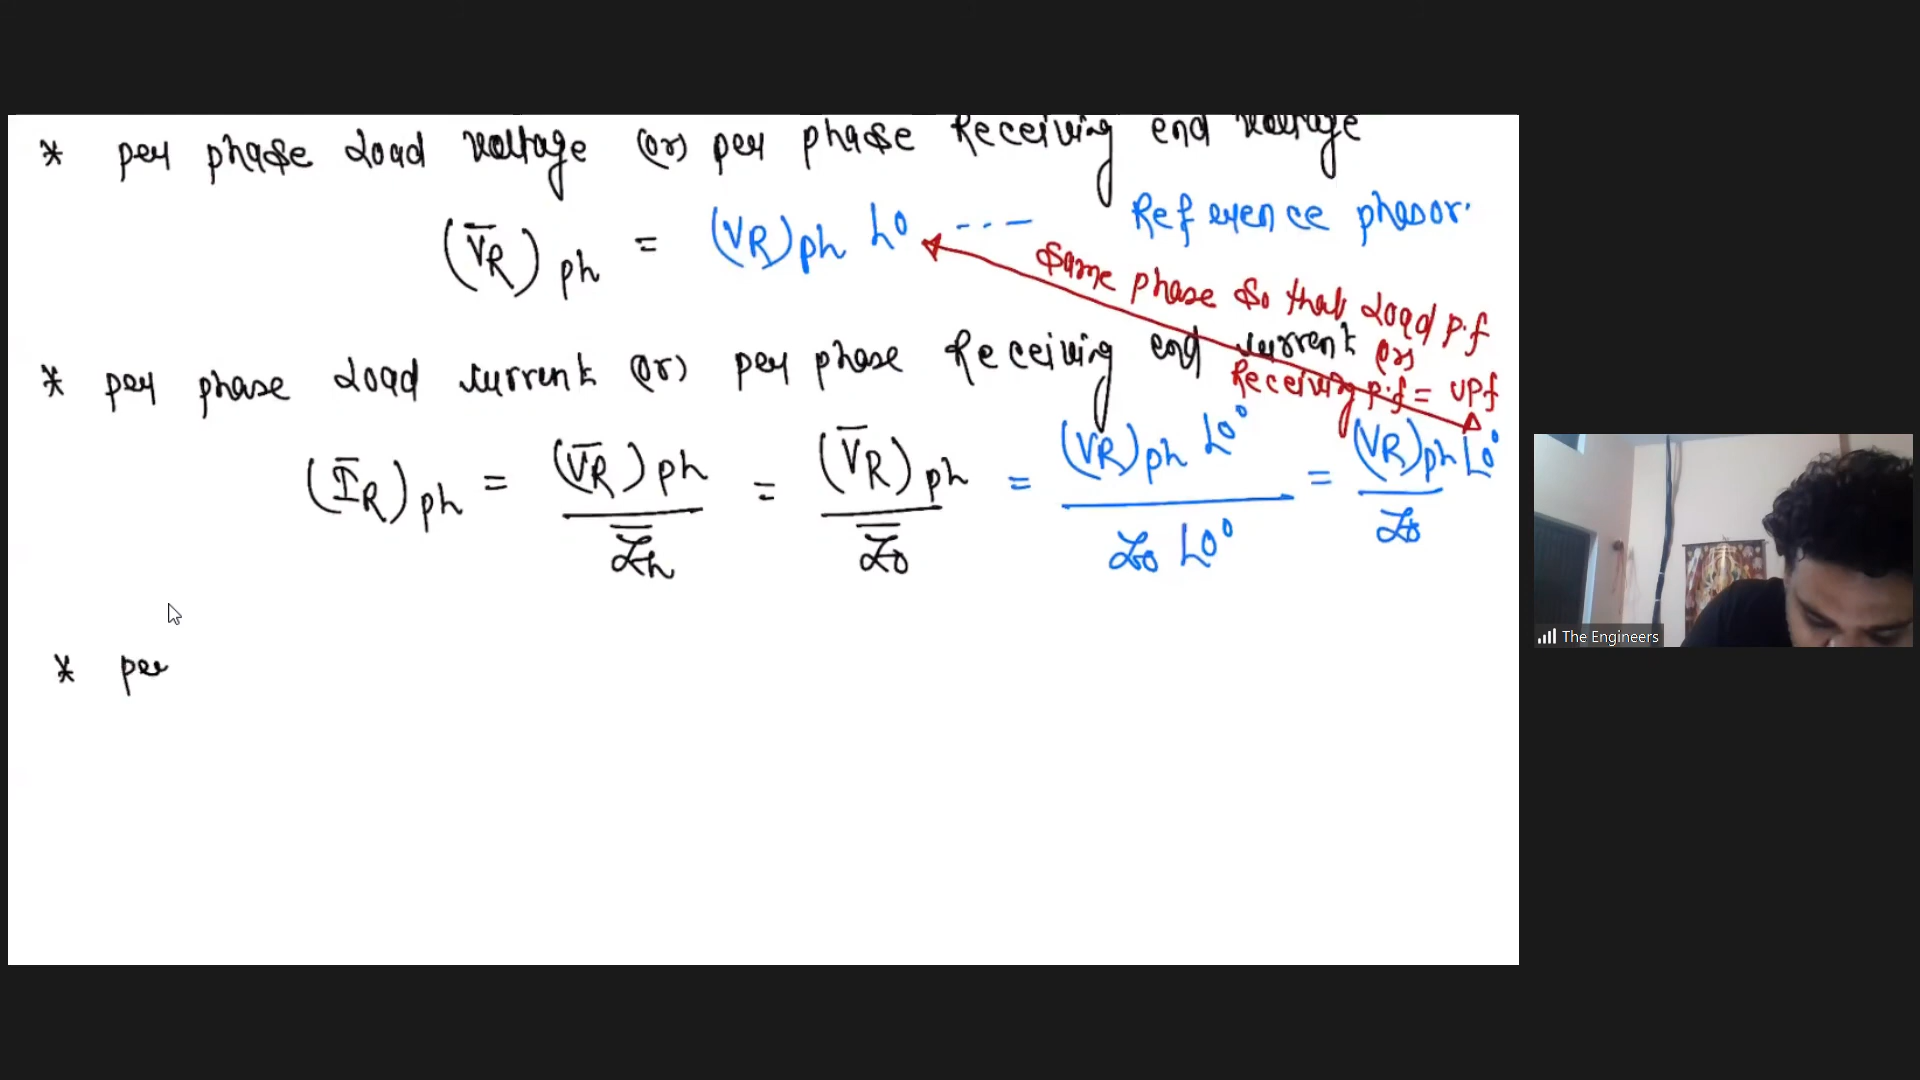 * per phase Load voltage (or) per phase Receiving end voltage
(V̅R)ph = (VR)ph ∠0 --- Reference phasor.
Same phase so that Load p.f
(or)
Receiving p.f = upf
* per phase Load current (or) per phase Receiving end current
(I̅R)ph = (V̅R)ph / Z̅L = (V̅R)ph / Z̅0 = (VR)ph ∠0° / Z0 ∠0° = (VR)ph ∠0° / Z0
* per
The Engineers